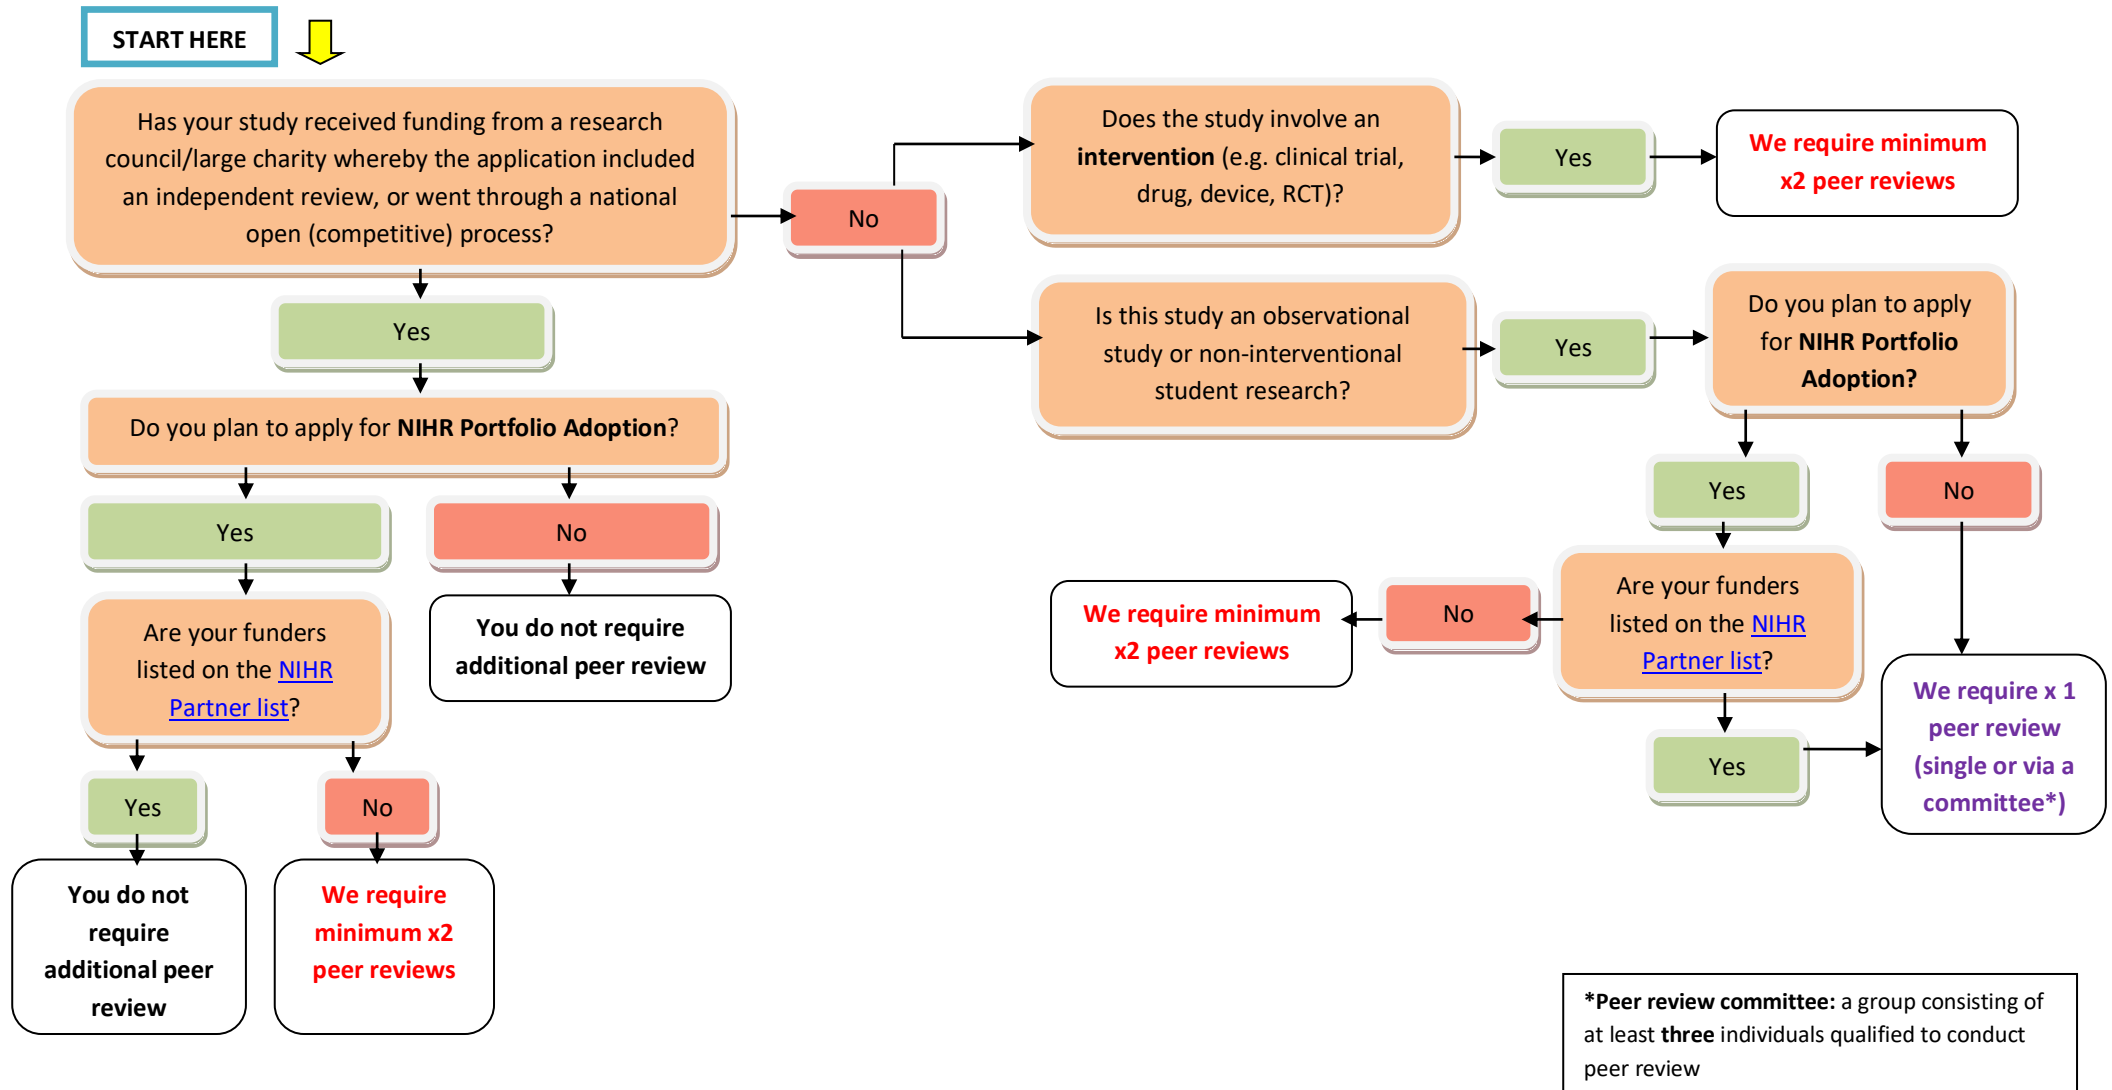 START HERE
Has your study received funding from a research
council/large charity whereby the application included
an independent review, or went through a national
open (competitive) process?
No
Does the study involve an
intervention (e.g. clinical trial,
drug, device, RCT)?
Yes
We require minimum
x2 peer reviews
Is this study an observational
study or non-interventional
student research?
Yes
Do you plan to apply
for NIHR Portfolio
Adoption?
Yes
No
Are your funders
listed on the NIHR
Partner list?
No
We require minimum
x2 peer reviews
Yes
We require x 1
peer review
(single or via a
committee*)
Yes
Do you plan to apply for NIHR Portfolio Adoption?
Yes
No
You do not require
additional peer review
Are your funders
listed on the NIHR
Partner list?
Yes
No
You do not
require
additional peer
review
We require
minimum x2
peer reviews
*Peer review committee: a group consisting of
at least three individuals qualified to conduct
peer review